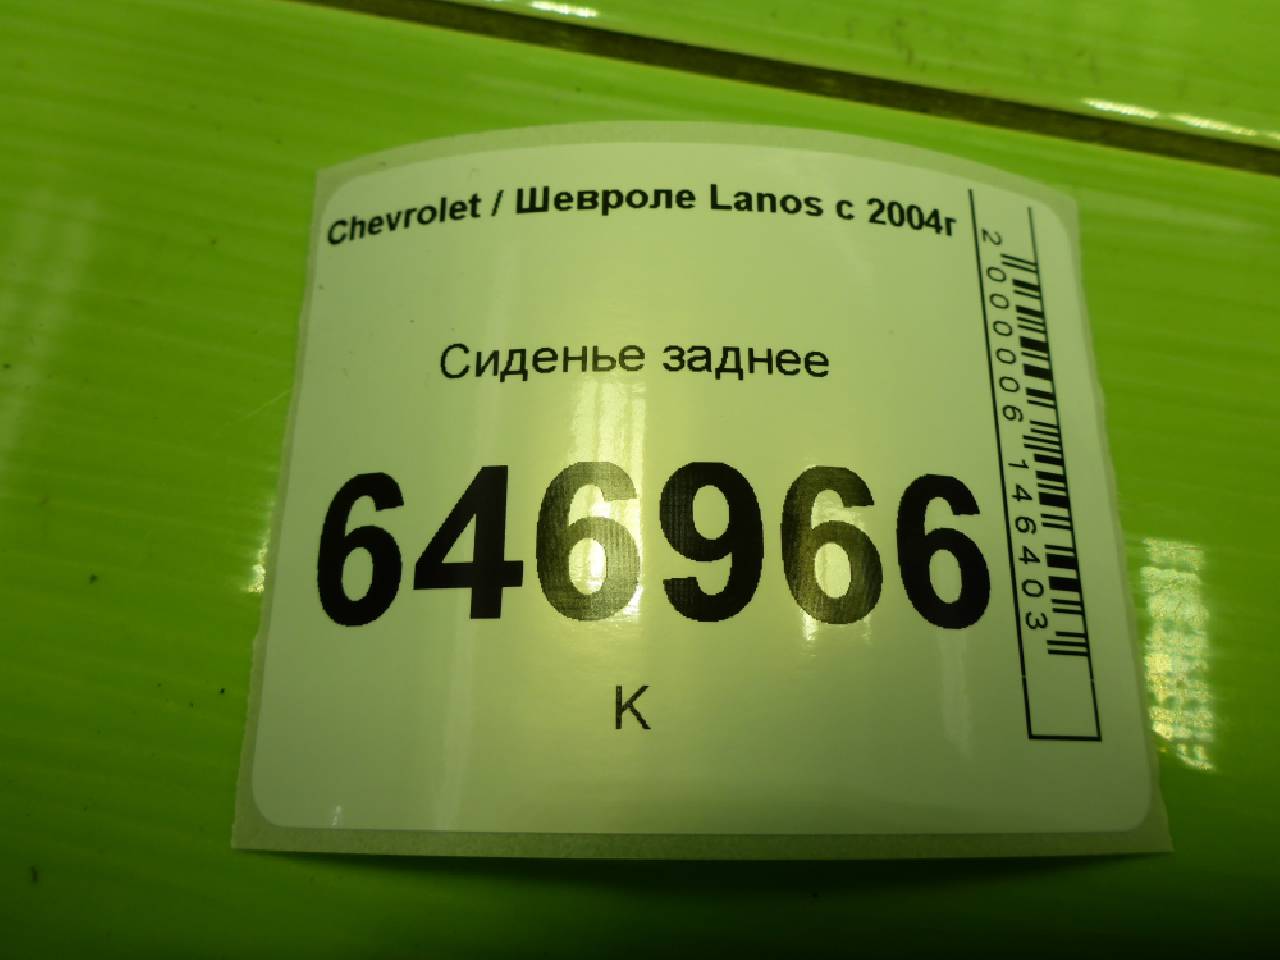 Chevrolet / Шевроле Lanos с 2004г
Сиденье заднее
646966
К
2000006146403